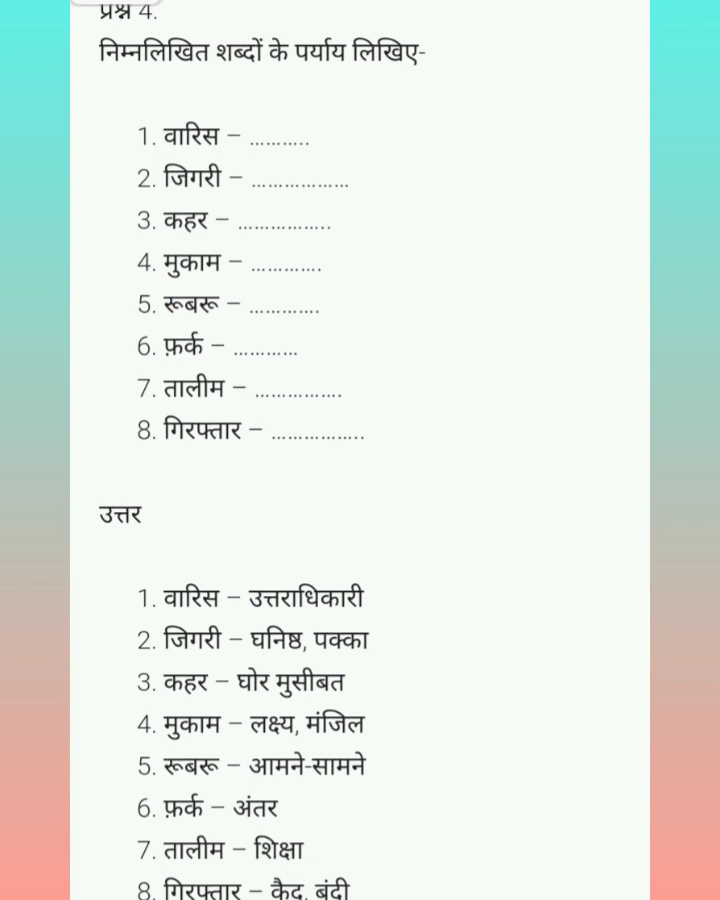 प्रश्न 4.
निम्नलिखित शब्दों के पर्याय लिखिए-
1. वारिस – ...........
2. जिगरी – ..................
3. कहर – .................
4. मुकाम – .............
5. रूबरू – .............
6. फ़र्क – ............
7. तालीम – ................
8. गिरफ्तार – .................
उत्तर
1. वारिस – उत्तराधिकारी
2. जिगरी – घनिष्ठ, पक्का
3. कहर – घोर मुसीबत
4. मुकाम – लक्ष्य, मंजिल
5. रूबरू – आमने-सामने
6. फ़र्क – अंतर
7. तालीम – शिक्षा
8. गिरफ्तार – कैद, बंदी